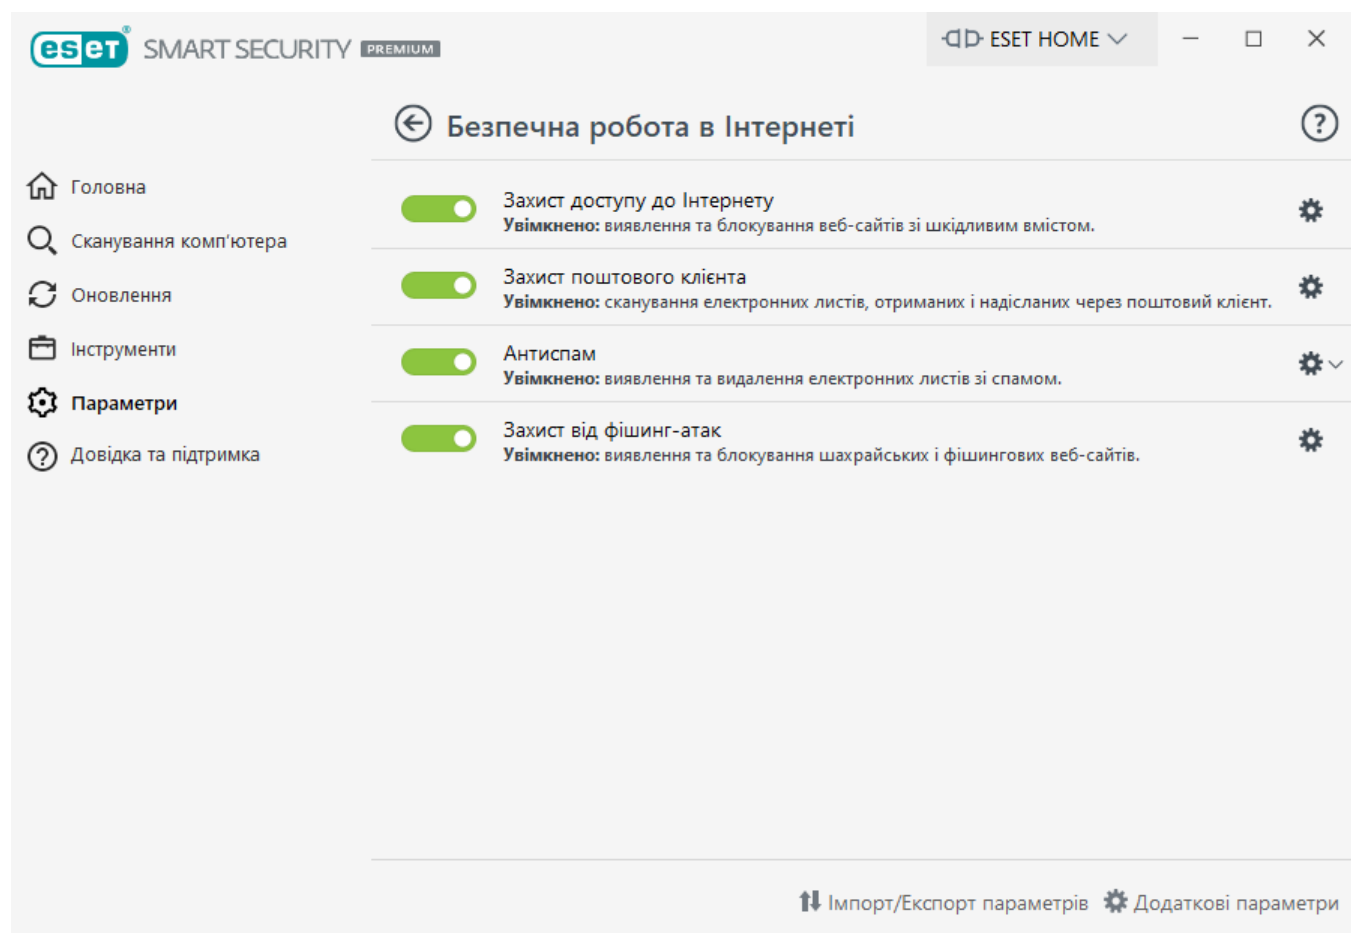 eset SMART SECURITY PREMIUM
ESET HOME
Безпечна робота в Інтернеті
Головна
Сканування комп'ютера
Оновлення
Інструменти
Параметри
Довідка та підтримка
Захист доступу до Інтернету
Увімкнено: виявлення та блокування веб-сайтів зі шкідливим вмістом.
Захист поштового клієнта
Увімкнено: сканування електронних листів, отриманих і надісланих через поштовий клієнт.
Антиспам
Увімкнено: виявлення та видалення електронних листів зі спамом.
Захист від фішинг-атак
Увімкнено: виявлення та блокування шахрайських і фішингових веб-сайтів.
Імпорт/Експорт параметрів Додаткові параметри